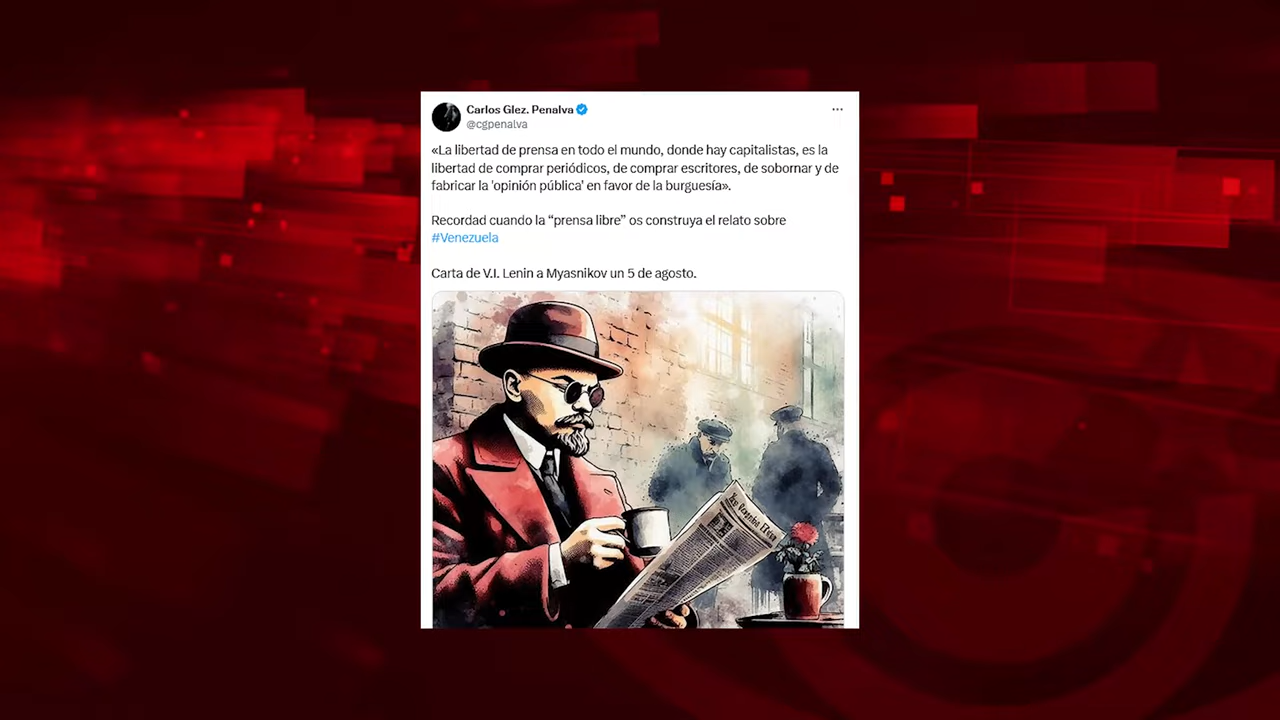 Carlos Glez. Penalva
@cgpenalva
«La libertad de prensa en todo el mundo, donde hay capitalistas, es la
libertad de comprar periódicos, de comprar escritores, de sobornar y de
fabricar la 'opinión pública' en favor de la burguesía».
Recordad cuando la “prensa libre” os construya el relato sobre
#Venezuela
Carta de V.I. Lenin a Myasnikov un 5 de agosto.